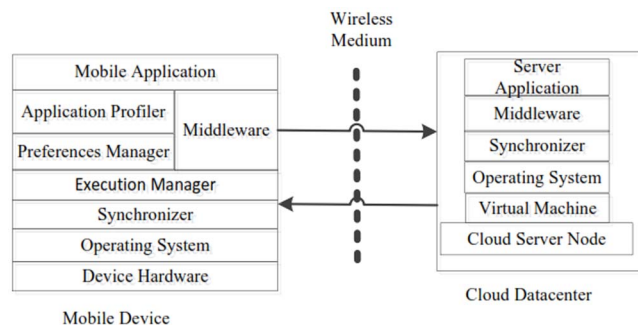 Wireless
Medium
Mobile Application
Application Profiler
Middleware
Preferences Manager
Execution Manager
Synchronizer
Operating System
Device Hardware
Mobile Device
Server
Application
Middleware
Synchronizer
Operating System
Virtual Machine
Cloud Server Node
Cloud Datacenter